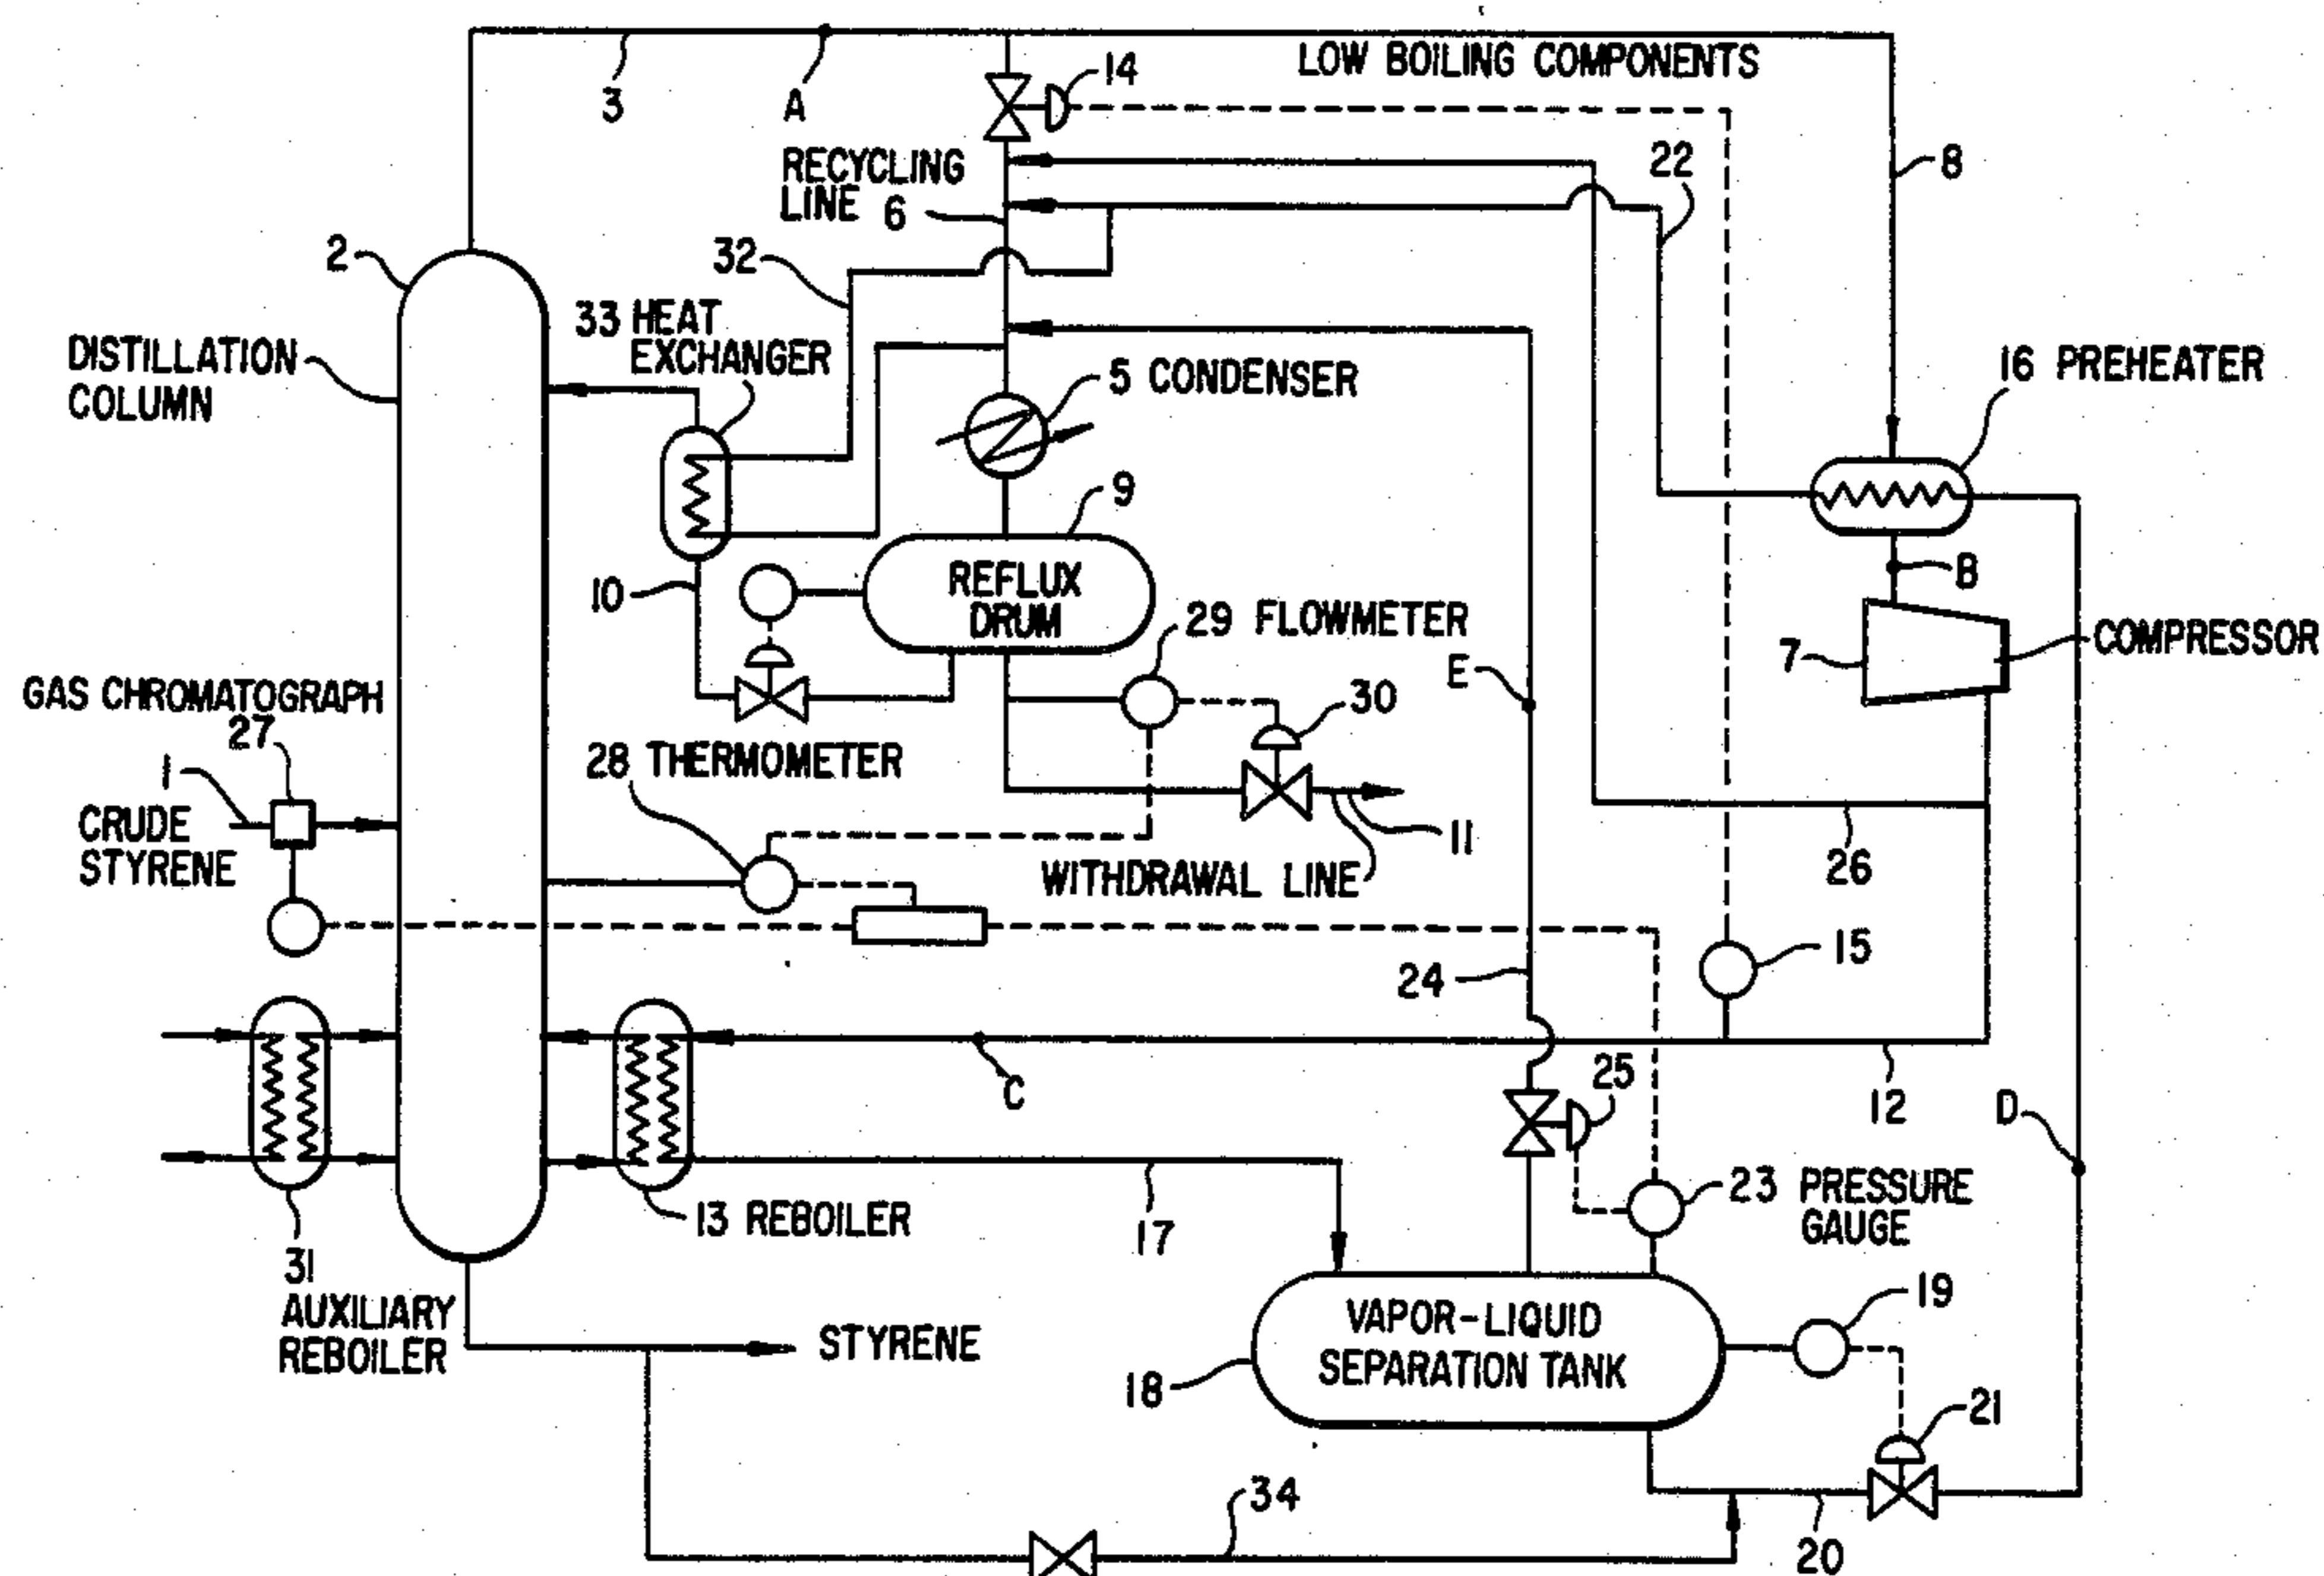 LOW BOILING COMPONENTS
3
A
14
RECYCLING
LINE 6
22
8
2
32
33 HEAT
EXCHANGER
DISTILLATION
COLUMN
5 CONDENSER
16 PREHEATER
9
10
REFLUX
DRUM
B
29 FLOWMETER
7
COMPRESSOR
E
30
GAS CHROMATOGRAPH
27
28 THERMOMETER
1
CRUDE
STYRENE
11
WITHDRAWAL LINE
26
15
24
C
25
12
D
13 REBOILER
17
23 PRESSURE
GAUGE
31
AUXILIARY
REBOILER
STYRENE
VAPOR-LIQUID
SEPARATION TANK
18
19
21
34
20